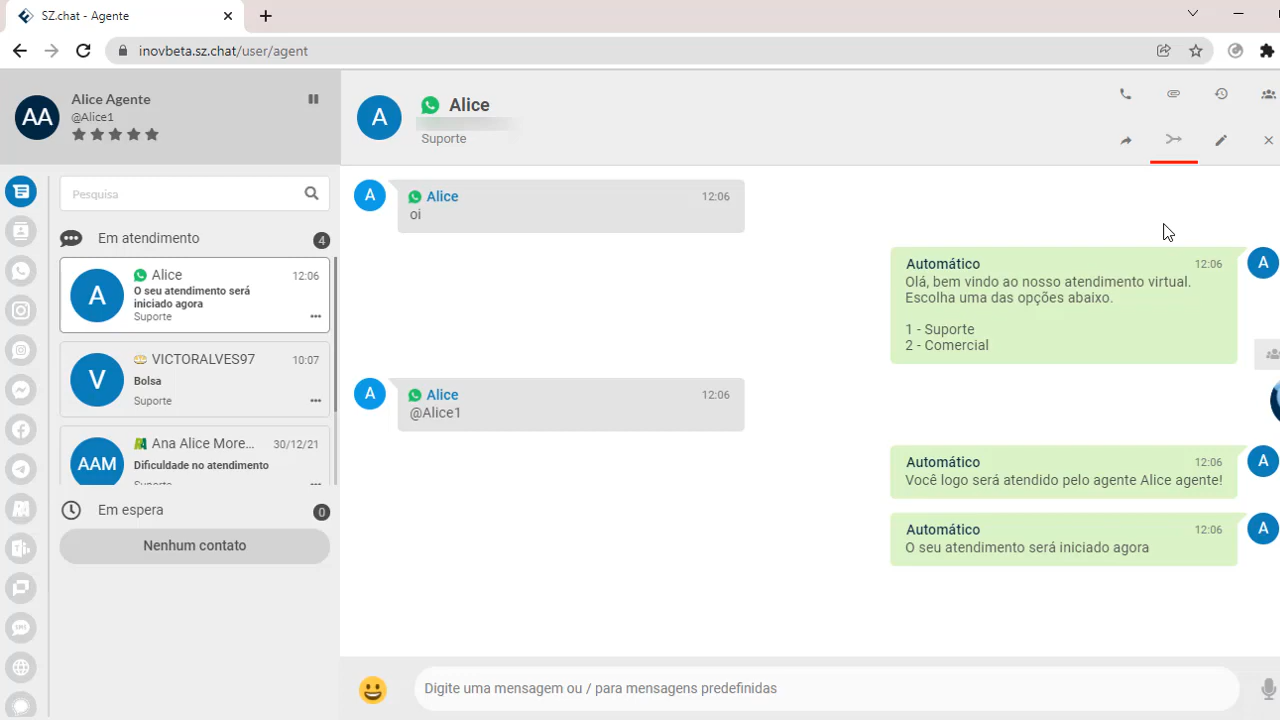 SZ.chat - Agente
inovbeta.sz.chat/user/agent
AA
Alice Agente
@Alice1
A
Alice
Suporte
Pesquisa
Em atendimento
4
A
Alice
12:06
O seu atendimento será
iniciado agora
Suporte
V
VICTORALVES97
10:07
Bolsa
Suporte
AAM
Ana Alice More...
30/12/21
Dificuldade no atendimento
Suporte
Em espera
0
Nenhum contato
A
Alice
12:06
oi
Automático
12:06
A
Olá, bem vindo ao nosso atendimento virtual.
Escolha uma das opções abaixo.
1 - Suporte
2 - Comercial
A
Alice
12:06
@Alice1
Automático
12:06
A
Você logo será atendido pelo agente Alice agente!
Automático
12:06
A
O seu atendimento será iniciado agora
Digite uma mensagem ou / para mensagens predefinidas
SMS